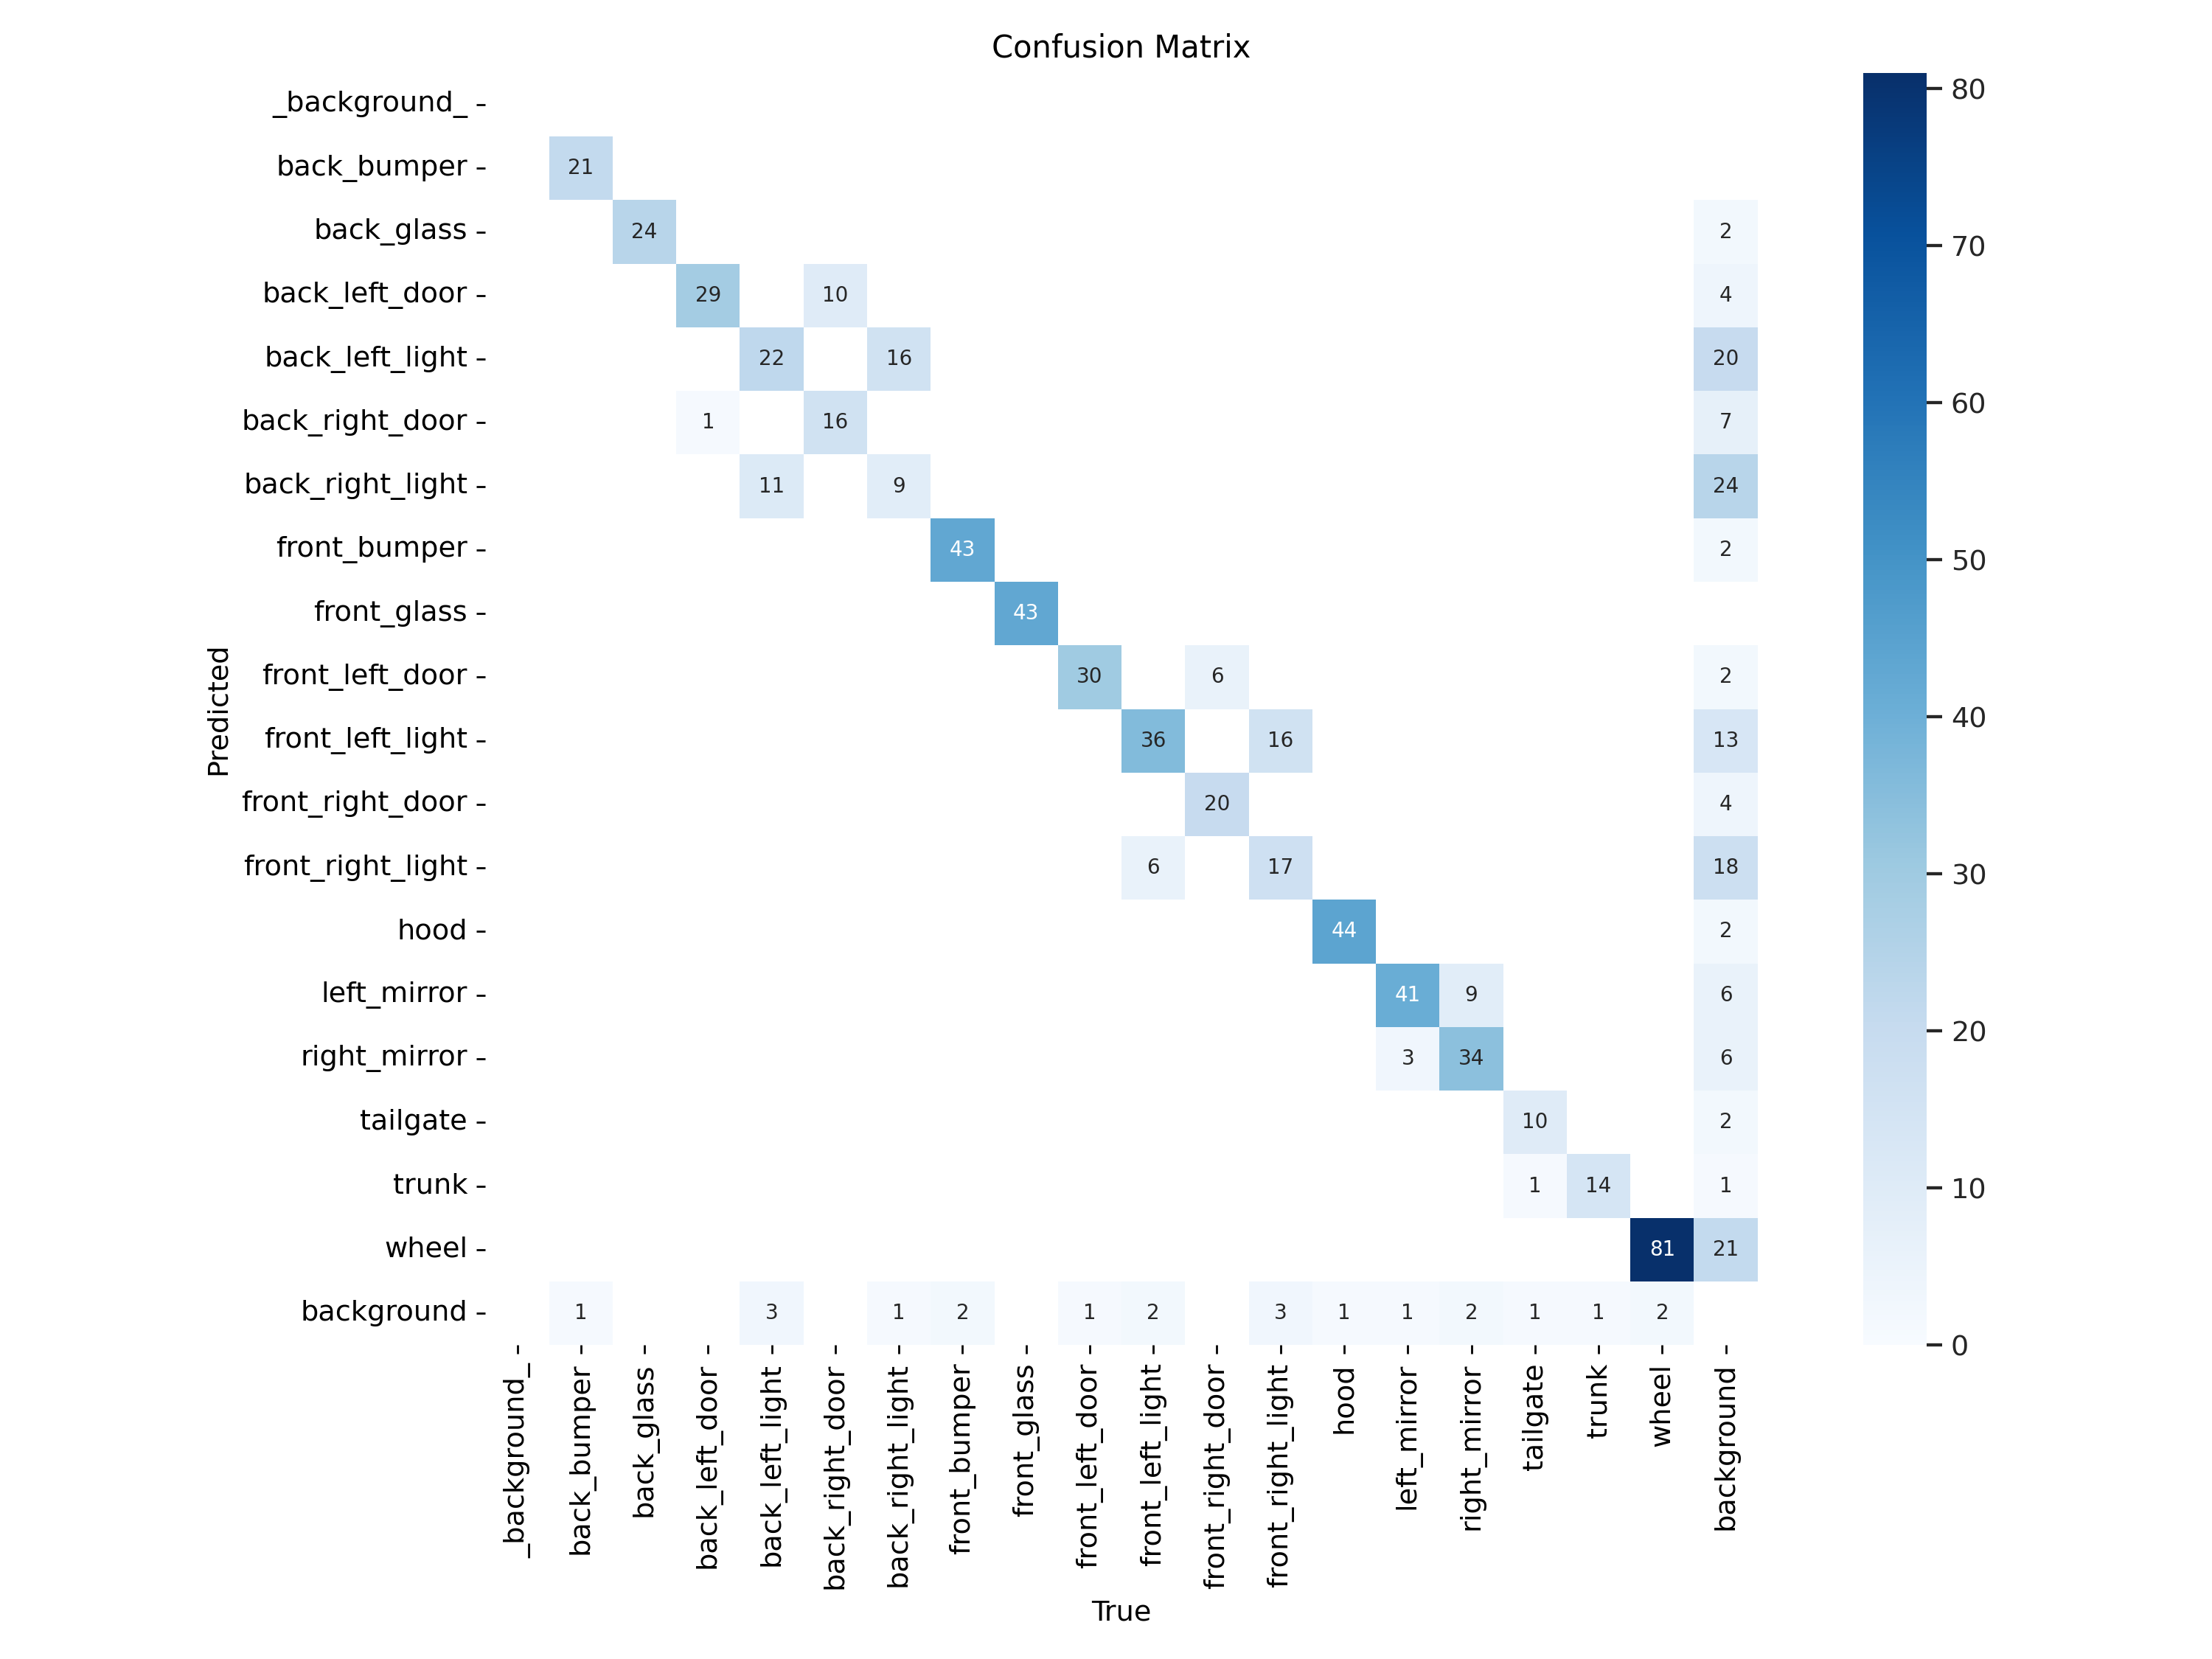 Confusion Matrix
_background_
back_bumper 21
back_glass 24 2
back_left_door 29 10 4
back_left_light 22 16 20
back_right_door 1 16 7
back_right_light 11 9 24
front_bumper 43 2
front_glass 43
front_left_door 30 6 2
front_left_light 36 16 13
front_right_door 20 4
front_right_light 6 17 18
hood 44 2
left_mirror 41 9 6
right_mirror 3 34 6
tailgate 10 2
trunk 1 14 1
wheel 81 21
background 1 3 1 2 1 2 3 1 1 2 1 1 2
Predicted
_background_
back_bumper
back_glass
back_left_door
back_left_light
back_right_door
back_right_light
front_bumper
front_glass
front_left_door
front_left_light
front_right_door
front_right_light
hood
left_mirror
right_mirror
tailgate
trunk
wheel
background
True
80
70
60
50
40
30
20
10
0